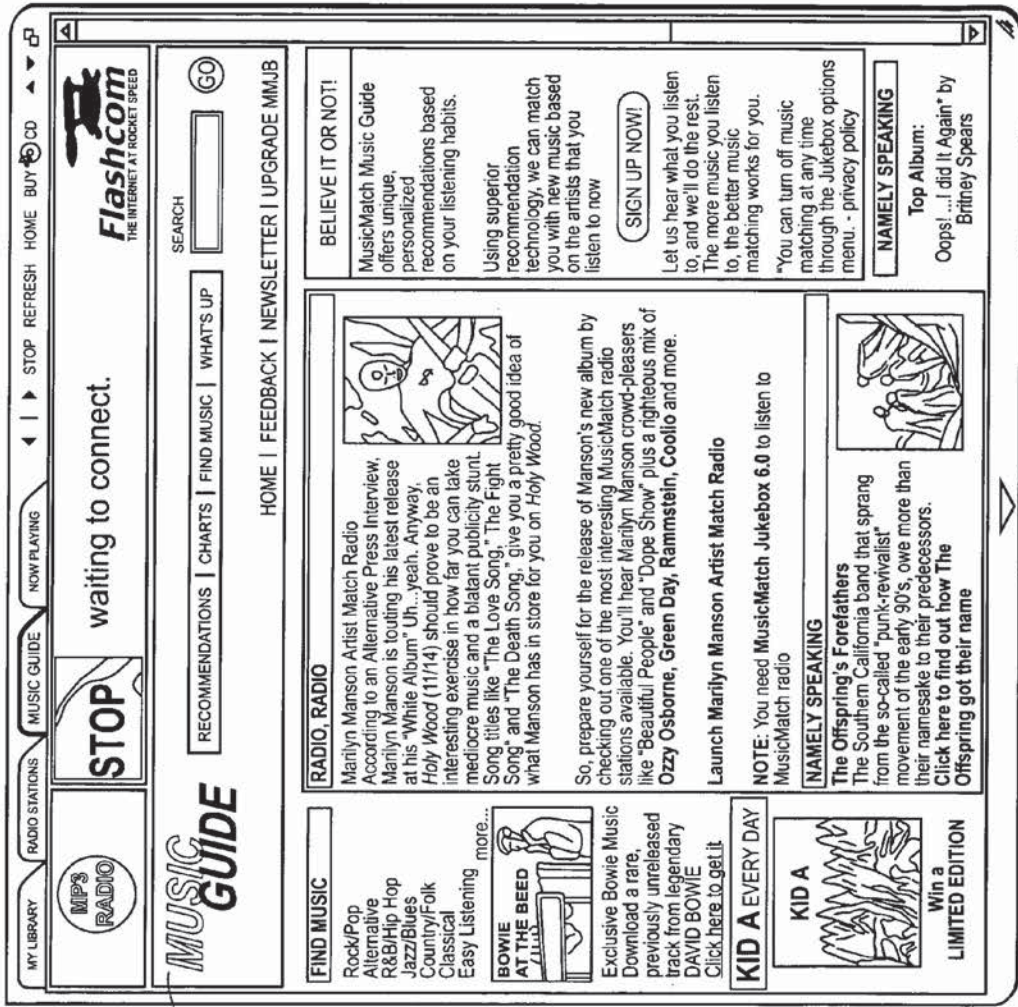 MY LIBRARY
RADIO STATIONS
MUSIC GUIDE
NOW PLAYING
STOP REFRESH HOME BUY CD
MP3
RADIO
STOP
waiting to connect.
Flashcom
THE INTERNET AT ROCKET SPEED
MUSIC
GUIDE
SEARCH
RECOMMENDATIONS | CHARTS | FIND MUSIC | WHAT'S UP
GO
HOME | FEEDBACK | NEWSLETTER | UPGRADE MMJB
FIND MUSIC
Rock/Pop
Alternative
R&B/Hip Hop
Jazz/Blues
Country/Folk
Classical
Easy Listening
more...
BOWIE
AT THE BEED
Exclusive Bowie Music
Download a rare,
previously unreleased
track from legendary
DAVID BOWIE
Click here to get it
KID A EVERY DAY
KID A
Win a
LIMITED EDITION
RADIO, RADIO
Marilyn Manson Artist Match Radio
According to an Alternative Press Interview,
Marilyn Manson is touting his latest release
at his "White Album" Uh...yeah. Anyway,
Holy Wood (11/14) should prove to be an
interesting exercise in how far you can take
mediocre music and a blatant publicity stunt.
Song titles like "The Love Song," The Fight
Song" and "The Death Song," give you a pretty good idea of
what Manson has in store for you on Holy Wood.
So, prepare yourself for the release of Manson's new album by
checking out one of the most interesting MusicMatch radio
stations available. You'll hear Marilyn Manson crowd-pleasers
like "Beautiful People" and "Dope Show" plus a righteous mix of
Ozzy Osborne, Green Day, Rammstein, Coolio and more.
Launch Marilyn Manson Artist Match Radio
NOTE: You need MusicMatch Jukebox 6.0 to listen to
MusicMatch radio
NAMELY SPEAKING
The Offspring's Forefathers
The Southern California band that sprang
from the so-called "punk-revivalist"
movement of the early 90's, owe more than
their namesake to their predecessors.
Click here to find out how The
Offspring got their name
BELIEVE IT OR NOT!
MusicMatch Music Guide
offers unique,
personalized
recommendations based
on your listening habits.
Using superior
recommendation
technology, we can match
you with new music based
on the artists that you
listen to now
SIGN UP NOW!
Let us hear what you listen
to, and we'll do the rest.
The more music you listen
to, the better music
matching works for you.
"You can turn off music
matching at any time
through the Jukebox options
menu. - privacy policy
NAMELY SPEAKING
Top Album:
Oops! ...I did It Again" by
Britney Spears